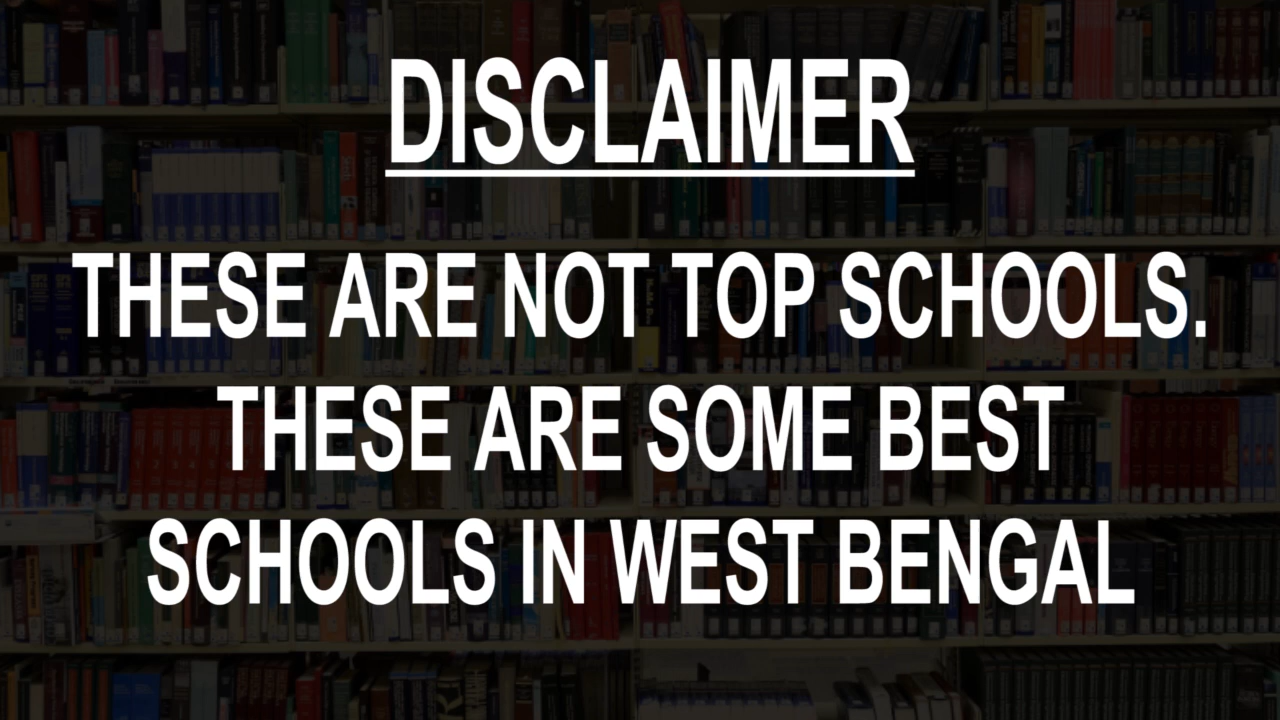 DISCLAIMER
THESE ARE NOT TOP SCHOOLS.
THESE ARE SOME BEST
SCHOOLS IN WEST BENGAL